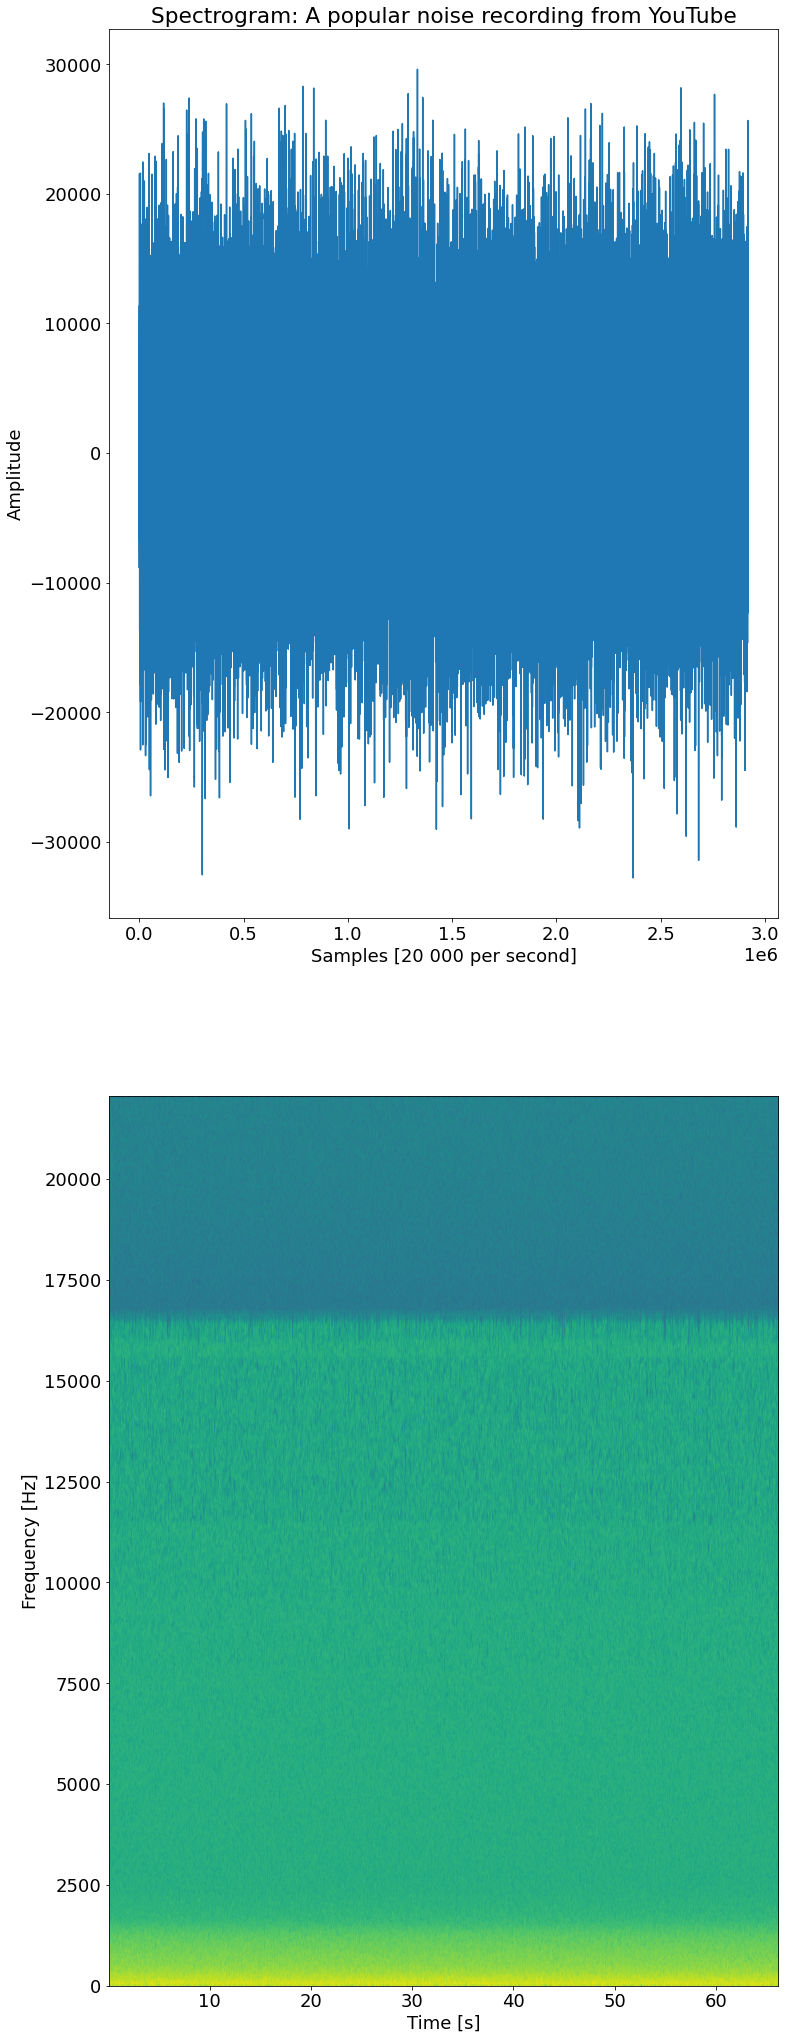 Spectrogram: A popular noise recording from YouTube
30000
20000
10000
0
−10000
−20000
−30000
Amplitude
0.0 0.5 1.0 1.5 2.0 2.5 3.0
1e6
Samples [20 000 per second]
20000
17500
15000
12500
10000
7500
5000
2500
0
Frequency [Hz]
10 20 30 40 50 60
Time [s]